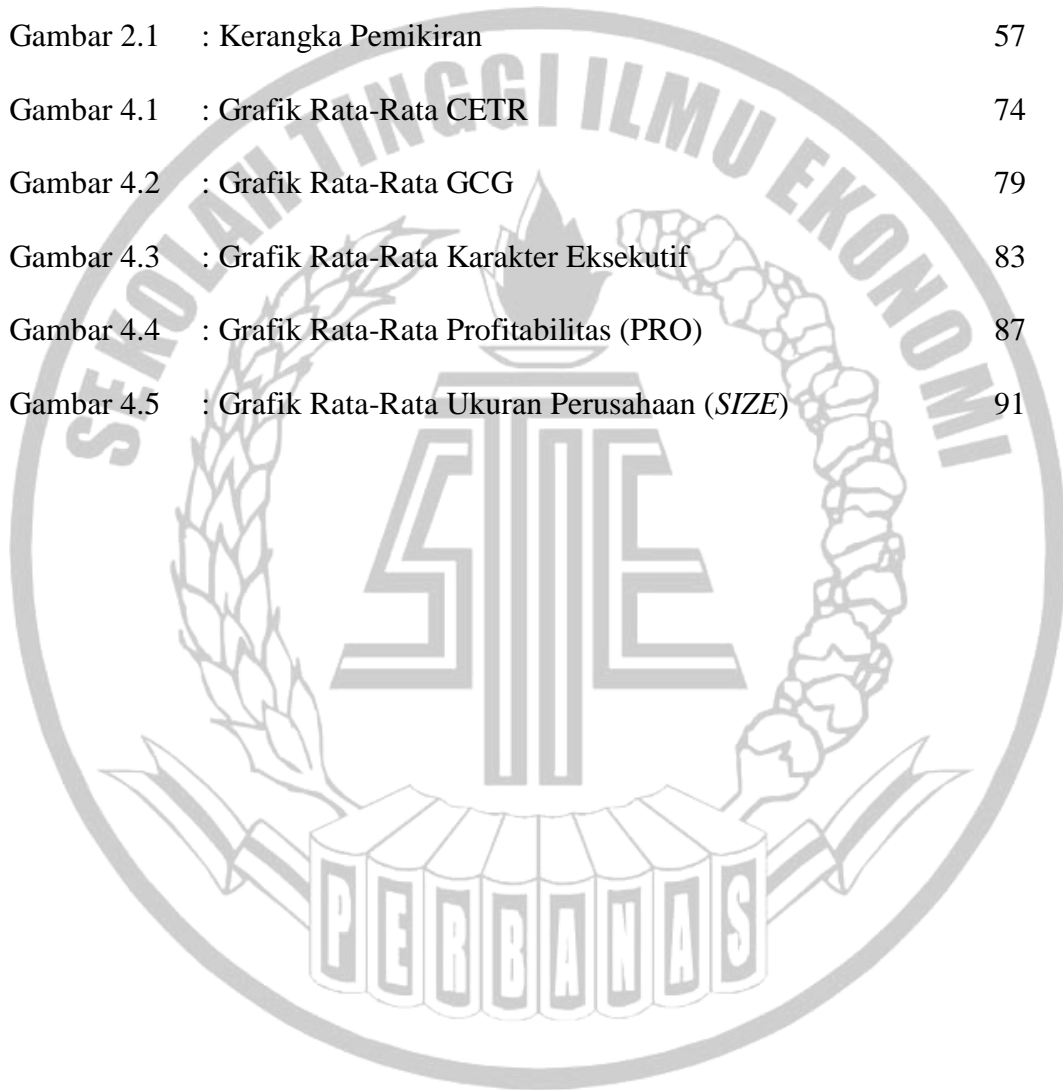 Gambar 2.1 : Kerangka Pemikiran 57
Gambar 4.1 : Grafik Rata-Rata CETR 74
Gambar 4.2 : Grafik Rata-Rata GCG 79
Gambar 4.3 : Grafik Rata-Rata Karakter Eksekutif 83
Gambar 4.4 : Grafik Rata-Rata Profitabilitas (PRO) 87
Gambar 4.5 : Grafik Rata-Rata Ukuran Perusahaan (SIZE) 91
SEKOLAH TINGGI ILMU EKONOMI
STIE
PERBANAS